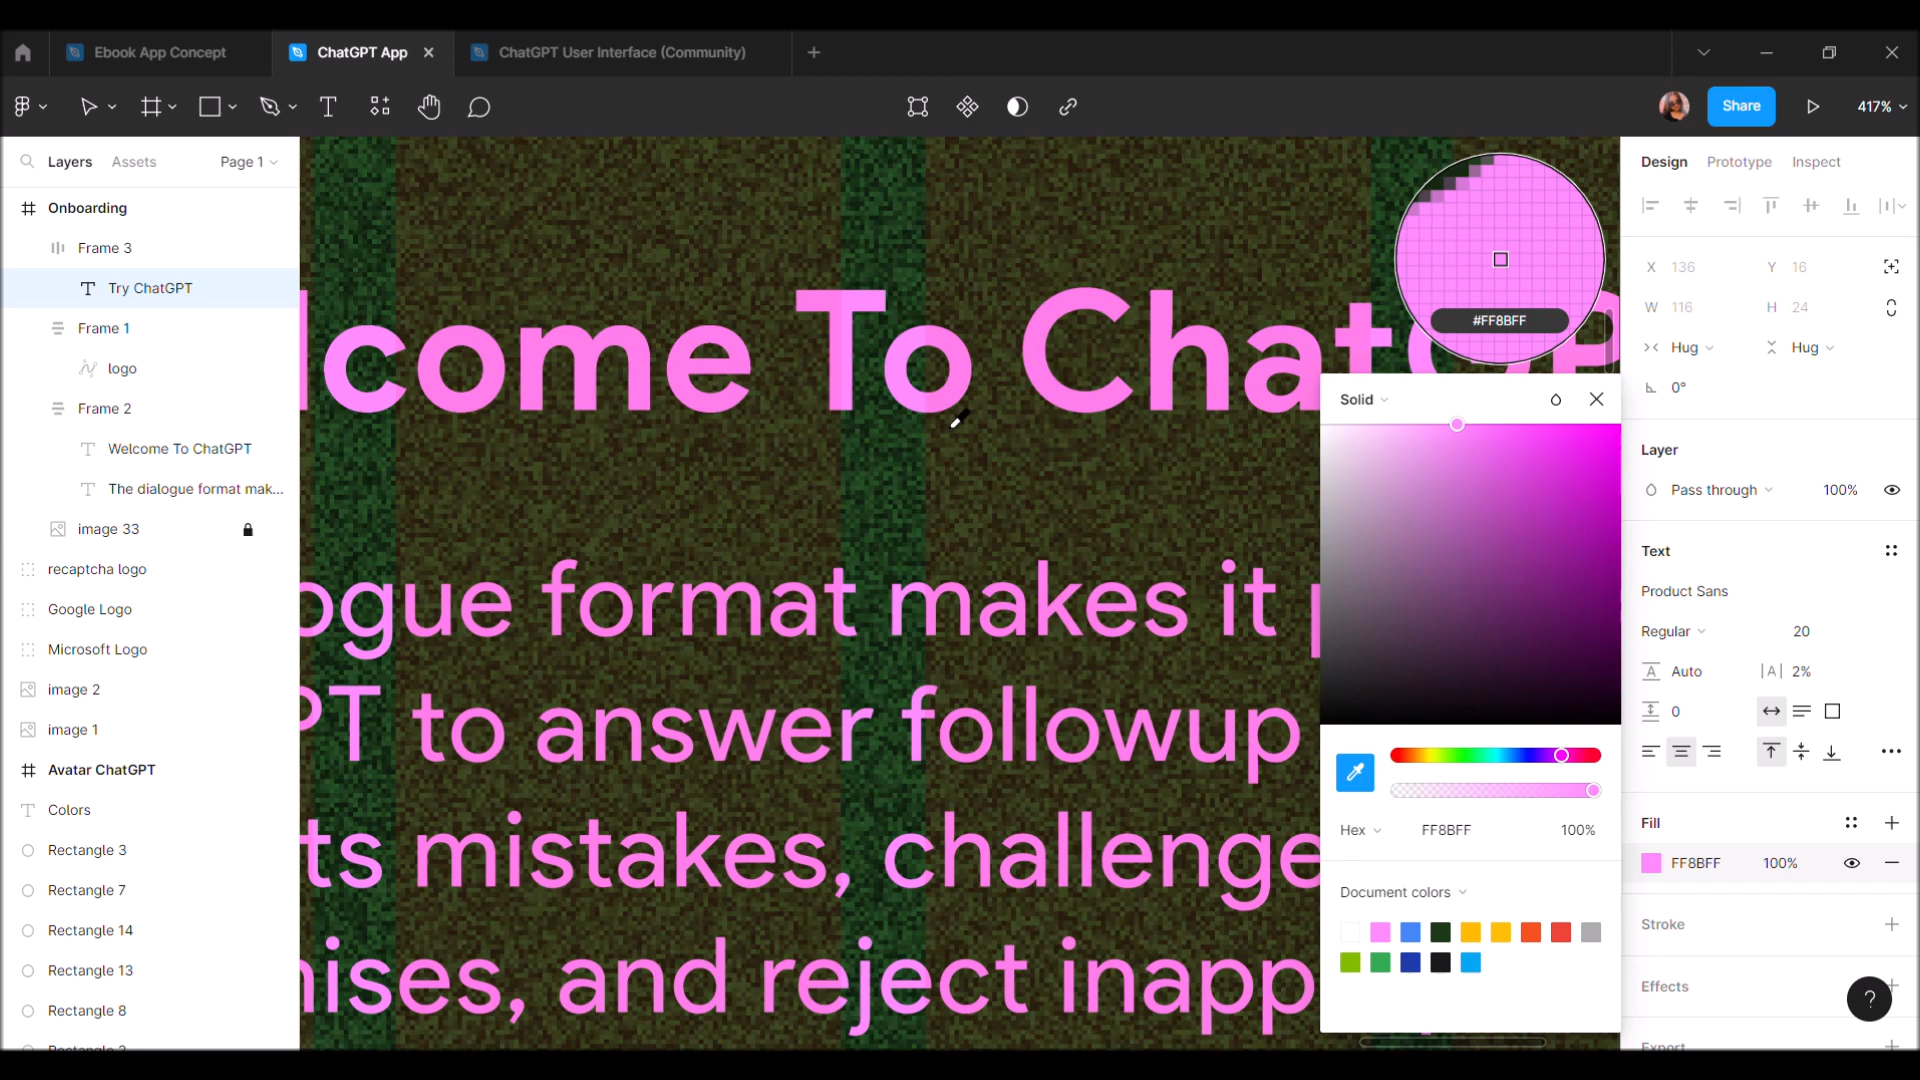 Ebook App Concept
ChatGPT App
ChatGPT User Interface (Community)
Share
417%
Layers
Assets
Page 1
Onboarding
Frame 3
Try ChatGPT
Frame 1
logo
Frame 2
Welcome To ChatGPT
The dialogue format mak...
image 33
recaptcha logo
Google Logo
Microsoft Logo
image 2
image 1
Avatar ChatGPT
Colors
Rectangle 3
Rectangle 7
Rectangle 14
Rectangle 13
Rectangle 8
lcome To ChatGP
ogue format makes it p
PT to answer followup
ts mistakes, challenge
nises, and reject inapp
#FF8BFF
Solid
Hex
FF8BFF
100%
Document colors
Design
Prototype
Inspect
X 136
Y 16
W 116
H 24
Hug
Hug
0°
Layer
Pass through
100%
Text
Product Sans
Regular
20
Auto
|A| 2%
0
Fill
FF8BFF
100%
Stroke
Effects
?
Export